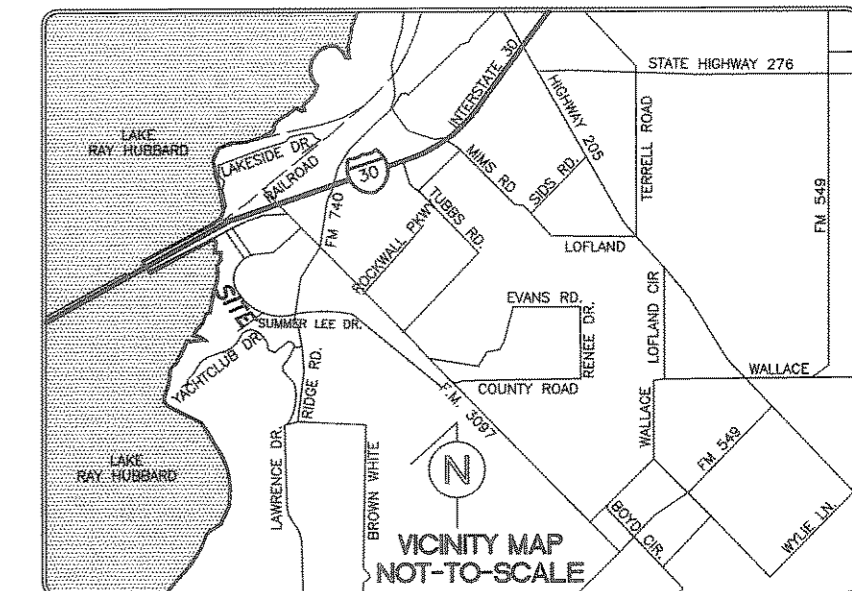 STATE HIGHWAY 276
INTERSTATE 30
HIGHWAY 205
TERRELL ROAD
LAKE
RAY HUBBARD
LAKESIDE DR.
RAILROAD
30
MIMS RD
SIDS RD.
FM 549
FM 740
TUBBS RD.
ROCKWALL PKWY
LOFLAND
SITE
EVANS RD.
RENEE DR.
LOFLAND CIR
SUMMER LEE DR.
YACHTCLUB DR.
RIDGE RD.
WALLACE
COUNTY ROAD
F.M. 3097
WALLACE
LAKE
RAY HUBBARD
LAWRENCE DR.
BROWN WHITE
N
FM 549
BOYD CIR.
WYLIE LN.
VICINITY MAP
NOT-TO-SCALE